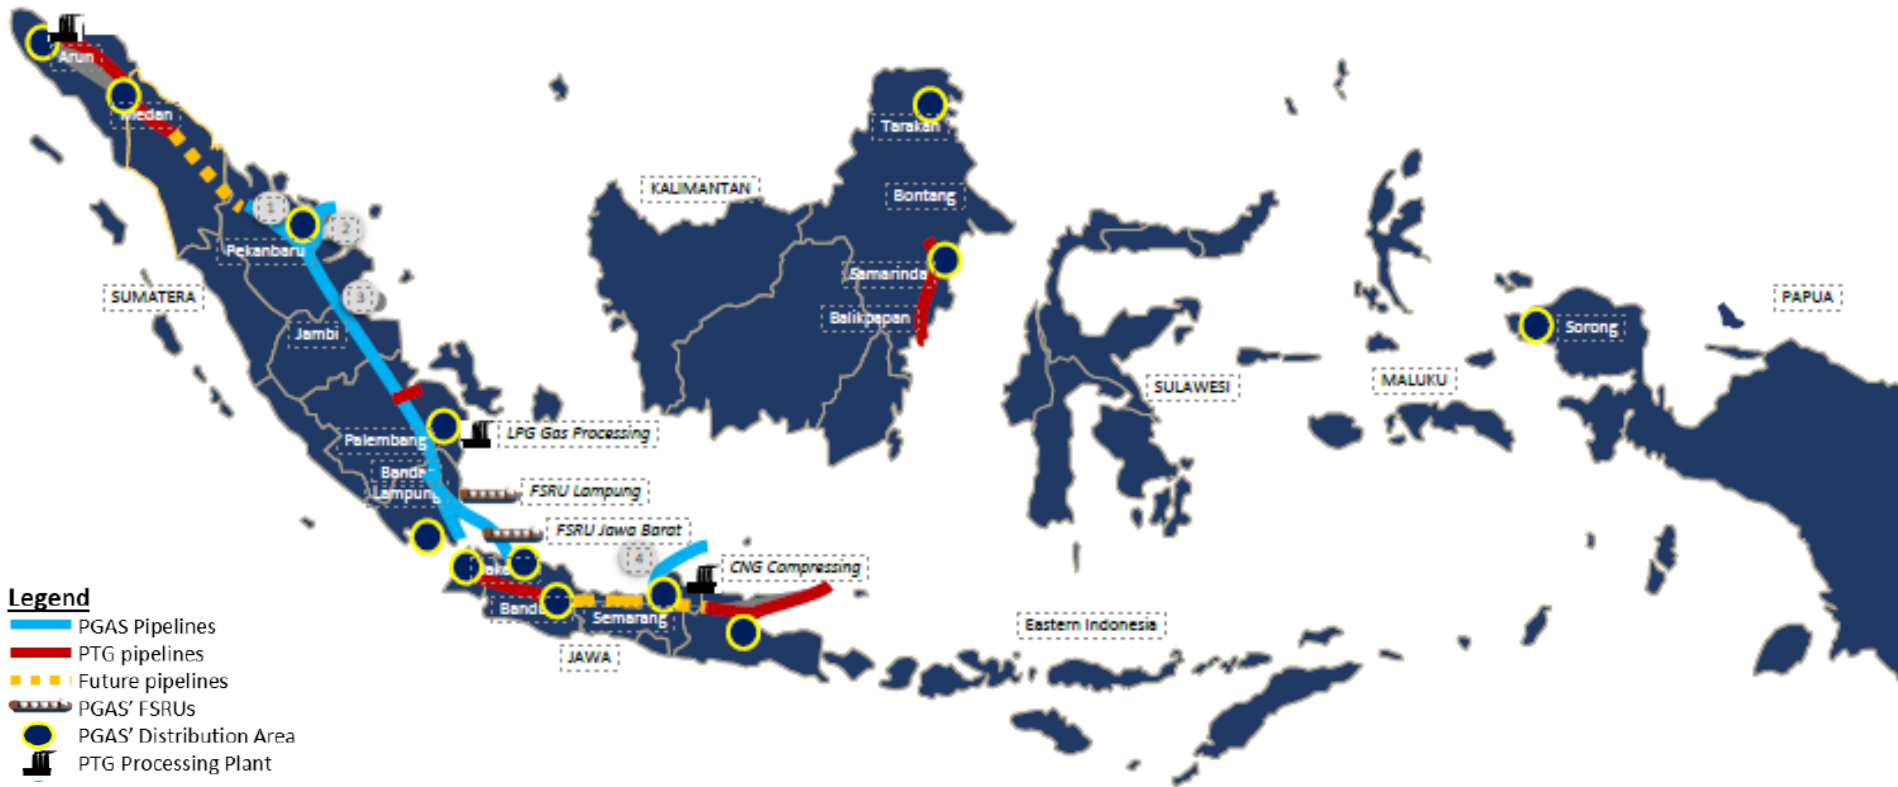 Arun
Medan
Tarakan
KALIMANTAN
Bontang
1
2
Pekanbaru
Samarinda
SUMATERA
3
PAPUA
Balikpapan
Sorong
Jambi
MALUKU
SULAWESI
LPG Gas Processing
Palembang
Bandar
Lampung
FSRU Lampung
FSRU Jawa Barat
4
CNG Compressing
Semarang
Eastern Indonesia
JAWA
Legend
PGAS Pipelines
PTG pipelines
Future pipelines
PGAS' FSRUs
PGAS' Distribution Area
PTG Processing Plant